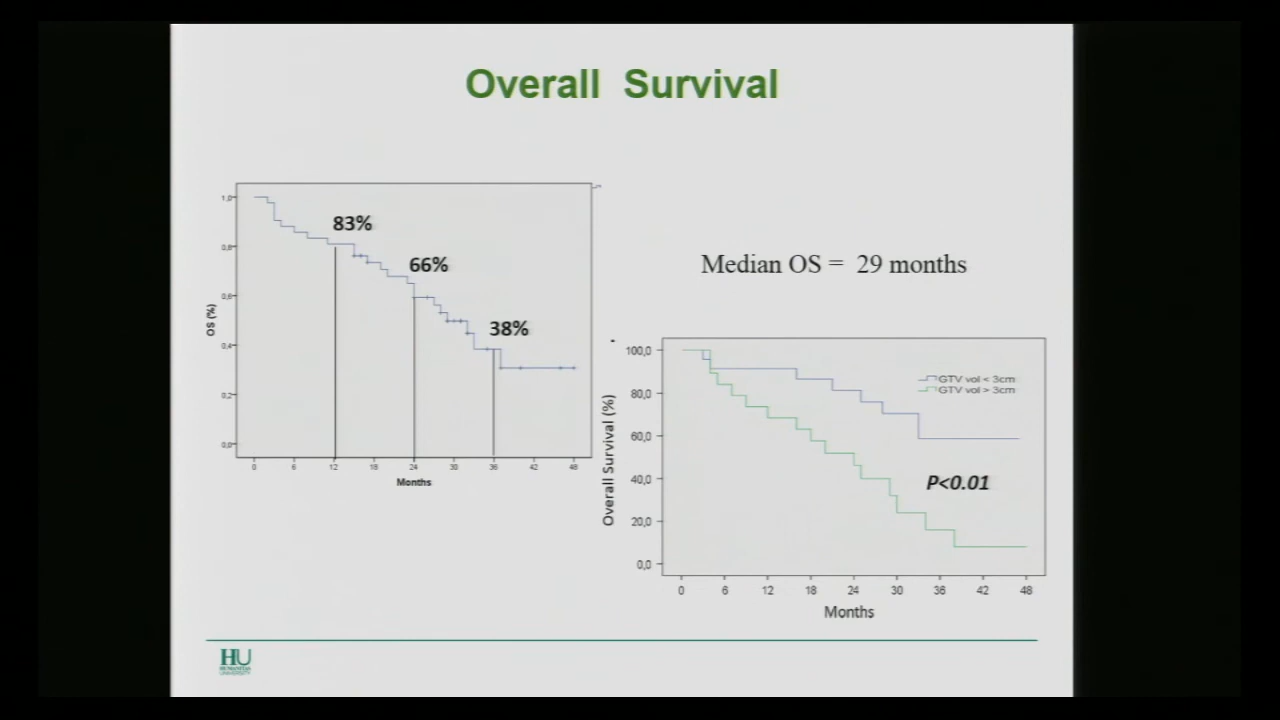 Overall Survival
1,0
0,8
0,6
0,4
0,2
0,0
OS (%)
83%
66%
38%
0 6 12 18 24 30 36 42 48
Months
Median OS = 29 months
100,0
80,0
60,0
40,0
20,0
0,0
Overall Survival (%)
GTV vol < 3cm
GTV vol > 3cm
P<0.01
0 6 12 18 24 30 36 42 48
Months
HU
HUMANITAS
UNIVERSITY